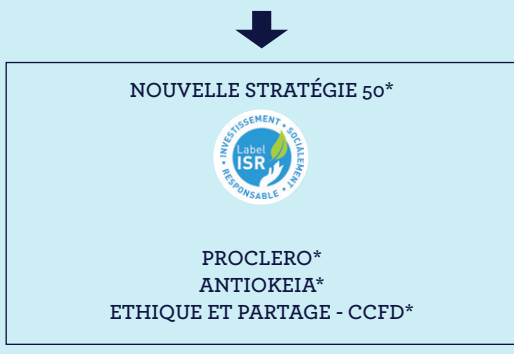 NOUVELLE STRATÉGIE 50*
INVESTISSEMENT • SOCIALEMENT • RESPONSABLE •
Label
ISR
PROCLERO*
ANTIOKEIA*
ETHIQUE ET PARTAGE - CCFD*